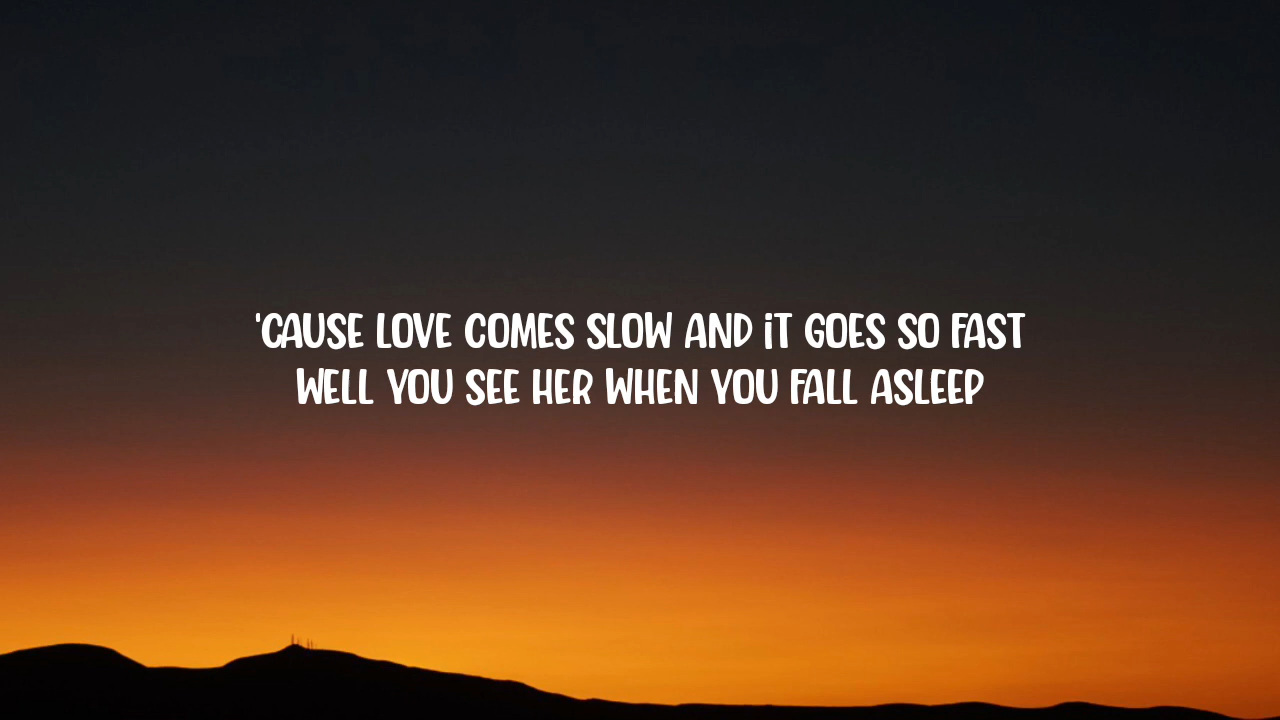 'CAUSE LOVE COMES SLOW AND iT GOES SO FAST
WELL YOU SEE HER WHEN YOU FALL ASLEEP